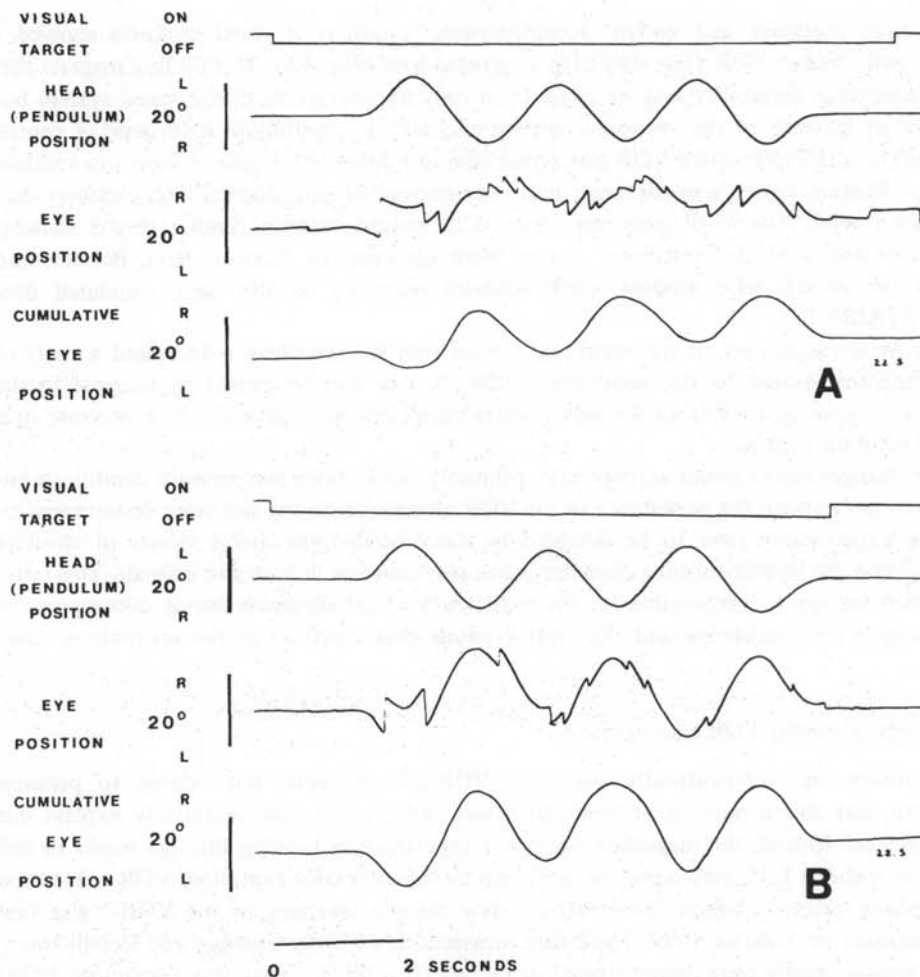 VISUAL ON
TARGET OFF
HEAD L
(PENDULUM) 20°
POSITION R
R
EYE
20°
POSITION
L
CUMULATIVE R
20°
EYE
POSITION L
A
VISUAL ON
TARGET OFF
HEAD L
(PENDULUM) 20°
POSITION R
R
EYE
20°
POSITION
L
CUMULATIVE R
20°
EYE
POSITION L
B
0 2 SECONDS